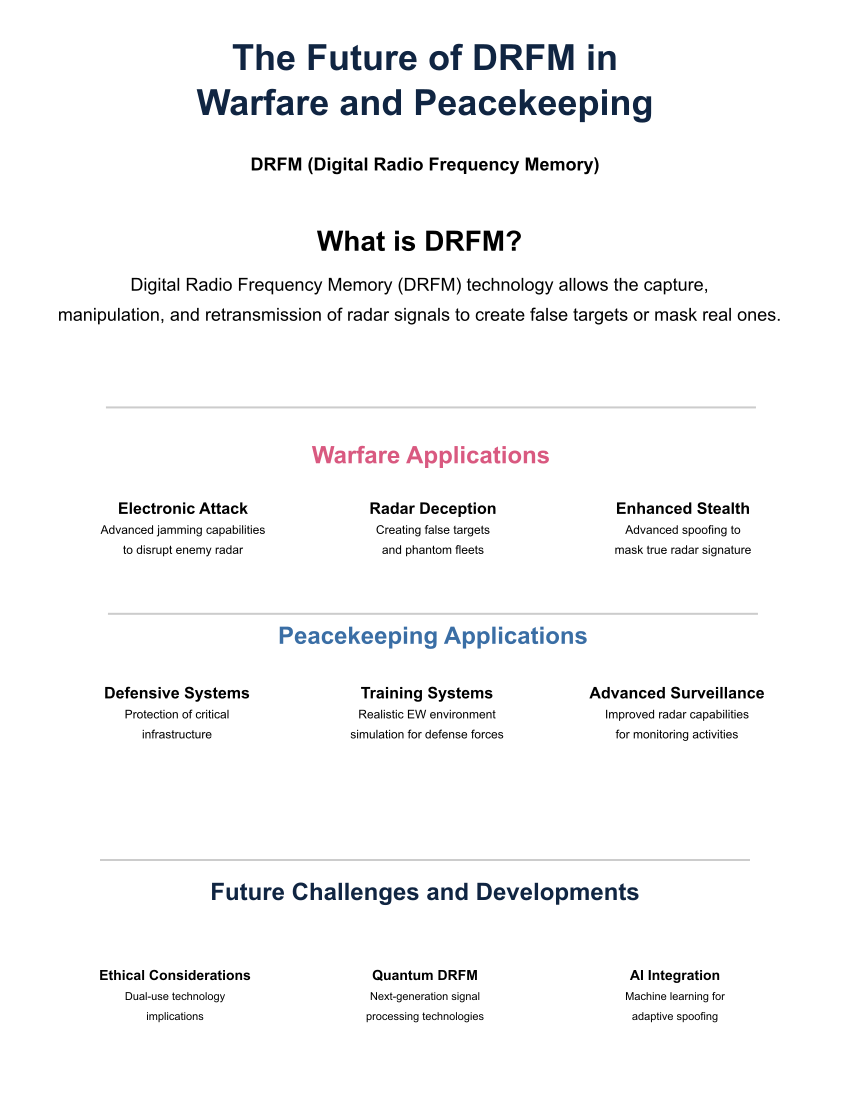 The Future of DRFM in
Warfare and Peacekeeping
DRFM (Digital Radio Frequency Memory)
What is DRFM?
Digital Radio Frequency Memory (DRFM) technology allows the capture,
manipulation, and retransmission of radar signals to create false targets or mask real ones.
Warfare Applications
Electronic Attack
Advanced jamming capabilities
to disrupt enemy radar
Radar Deception
Creating false targets
and phantom fleets
Enhanced Stealth
Advanced spoofing to
mask true radar signature
Peacekeeping Applications
Defensive Systems
Protection of critical
infrastructure
Training Systems
Realistic EW environment
simulation for defense forces
Advanced Surveillance
Improved radar capabilities
for monitoring activities
Future Challenges and Developments
Ethical Considerations
Dual-use technology
implications
Quantum DRFM
Next-generation signal
processing technologies
AI Integration
Machine learning for
adaptive spoofing